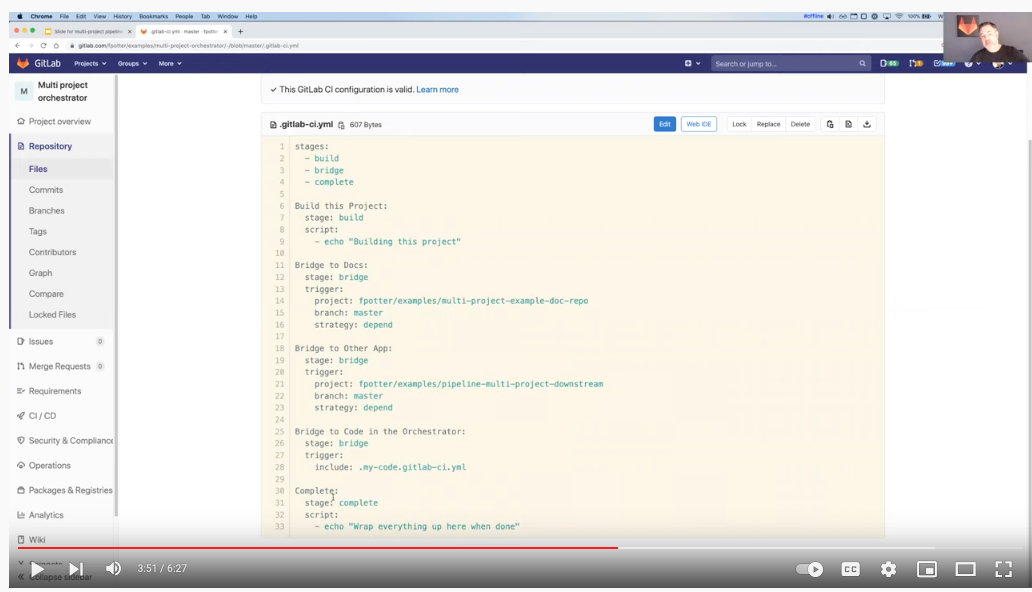 Chrome File Edit View History Bookmarks People Tab Window Help
#offline 100%
Slide for multi-project pipeline
.gitlab-ci.yml · master · fpotter
gitlab.com/fpotter/examples/multi-project-orchestrator/-/blob/master/.gitlab-ci.yml
GitLab Projects Groups More
Search or jump to...
M Multi project orchestrator
Project overview
Repository
Files
Commits
Branches
Tags
Contributors
Graph
Compare
Locked Files
Issues 0
Merge Requests 0
Requirements
CI / CD
Security & Compliance
Operations
Packages & Registries
Analytics
Wiki
Collapse sidebar
This GitLab CI configuration is valid. Learn more
.gitlab-ci.yml 607 Bytes
Edit Web IDE Lock Replace Delete
1 stages:
2 - build
3 - bridge
4 - complete
5
6 Build this Project:
7 stage: build
8 script:
9 - echo "Building this project"
10
11 Bridge to Docs:
12 stage: bridge
13 trigger:
14 project: fpotter/examples/multi-project-example-doc-repo
15 branch: master
16 strategy: depend
17
18 Bridge to Other App:
19 stage: bridge
20 trigger:
21 project: fpotter/examples/pipeline-multi-project-downstream
22 branch: master
23 strategy: depend
24
25 Bridge to Code in the Orchestrator:
26 stage: bridge
27 trigger:
28 include: .my-code.gitlab-ci.yml
29
30 Complete:
31 stage: complete
32 script:
33 - echo "Wrap everything up here when done"
3:51 / 6:27
CC